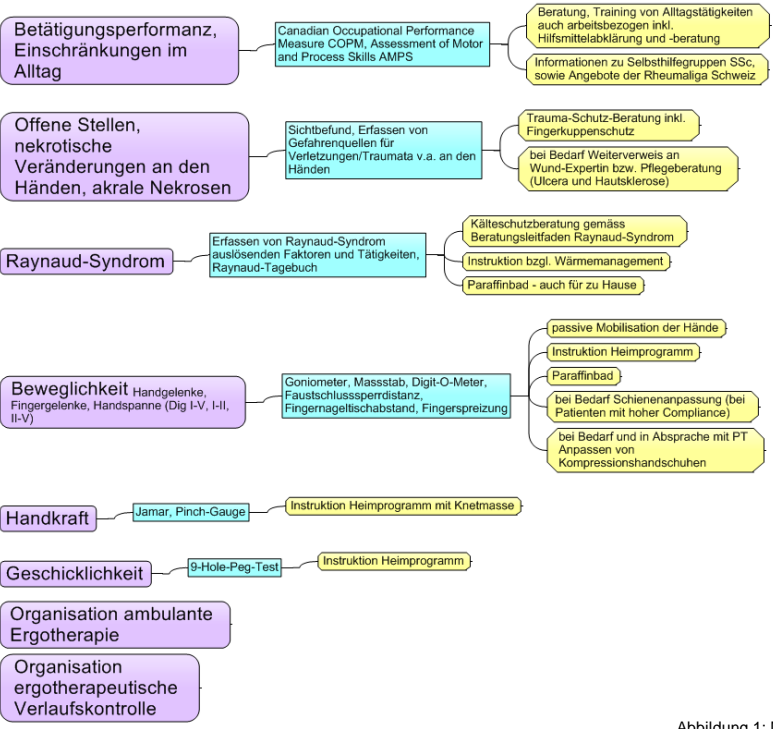 Betätigungsperformanz,
Einschränkungen im
Alltag
Canadian Occupational Performance
Measure COPM, Assessment of Motor
and Process Skills AMPS
Beratung, Training von Alltagstätigkeiten
auch arbeitsbezogen inkl.
Hilfsmittelabklärung und -beratung
Informationen zu Selbsthilfegruppen SSc,
sowie Angebote der Rheumaliga Schweiz
Offene Stellen,
nekrotische
Veränderungen an den
Händen, akrale Nekrosen
Sichtbefund, Erfassen von
Gefahrenquellen für
Verletzungen/Traumata v.a. an den
Händen
Trauma-Schutz-Beratung inkl.
Fingerkuppenschutz
bei Bedarf Weiterverweis an
Wund-Expertin bzw. Pflegeberatung
(Ulcera und Hautsklerose)
Raynaud-Syndrom
Erfassen von Raynaud-Syndrom
auslösenden Faktoren und Tätigkeiten,
Raynaud-Tagebuch
Kälteschutzberatung gemäss
Beratungsleitfaden Raynaud-Syndrom
Instruktion bzgl. Wärmemanagement
Paraffinbad - auch für zu Hause
Beweglichkeit Handgelenke,
Fingergelenke, Handspanne (Dig I-V, I-II,
II-V)
Goniometer, Massstab, Digit-O-Meter,
Faustschlusssperrdistanz,
Fingernageltischabstand, Fingerspreizung
passive Mobilisation der Hände
Instruktion Heimprogramm
Paraffinbad
bei Bedarf Schienenanpassung (bei
Patienten mit hoher Compliance)
bei Bedarf und in Absprache mit PT
Anpassen von
Kompressionshandschuhen
Handkraft
Jamar, Pinch-Gauge
Instruktion Heimprogramm mit Knetmasse
Geschicklichkeit
9-Hole-Peg-Test
Instruktion Heimprogramm
Organisation ambulante
Ergotherapie
Organisation
ergotherapeutische
Verlaufskontrolle
Abbildung 1: